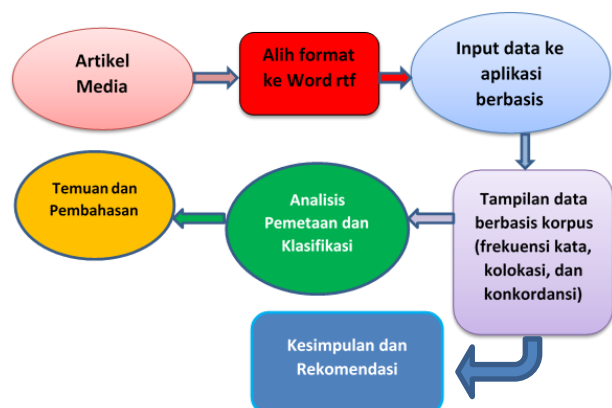 Artikel
Media
Alih format
ke Word rtf
Input data ke
aplikasi
berbasis
Tampilan data
berbasis korpus
(frekuensi kata,
kolokasi, dan
konkordansi)
Analisis
Pemetaan dan
Klasifikasi
Temuan dan
Pembahasan
Kesimpulan dan
Rekomendasi